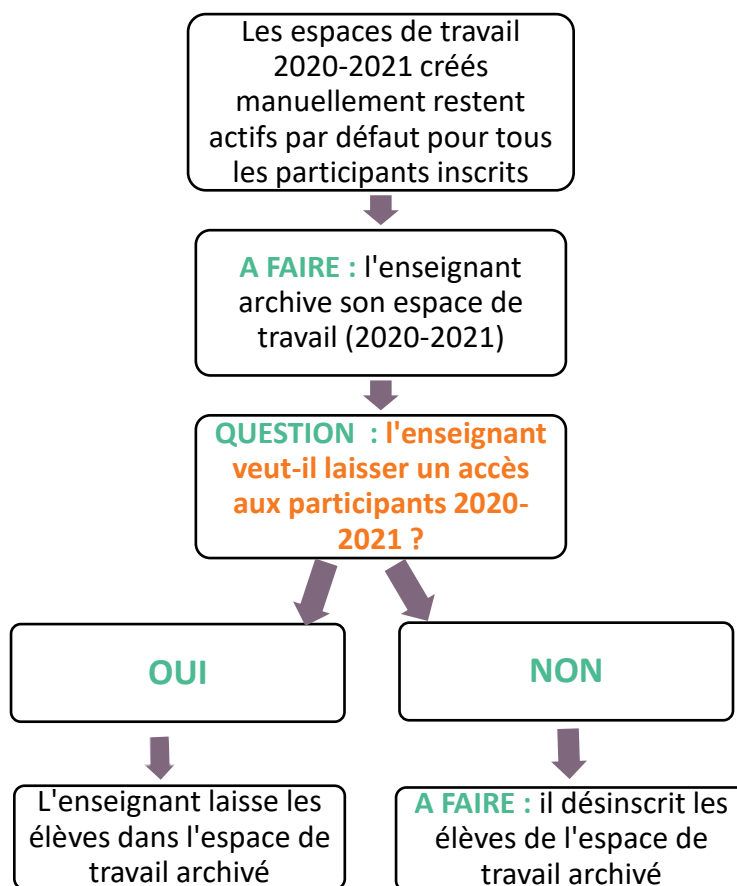 Les espaces de travail
2020-2021 créés
manuellement restent
actifs par défaut pour tous
les participants inscrits
A FAIRE : l'enseignant
archive son espace de
travail (2020-2021)
QUESTION : l'enseignant
veut-il laisser un accès
aux participants 2020-
2021 ?
OUI
NON
L'enseignant laisse les
élèves dans l'espace de
travail archivé
A FAIRE : il désinscrit les
élèves de l'espace de
travail archivé